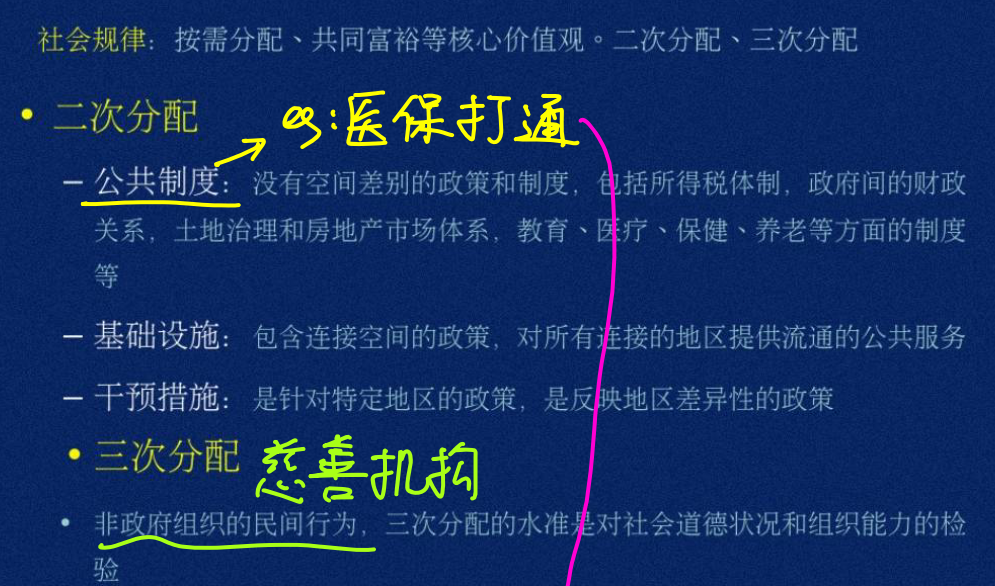 社会规律：按需分配、共同富裕等核心价值观。二次分配、三次分配
• 二次分配 eg:医保打通
– 公共制度：没有空间差别的政策和制度，包括所得税体制，政府间的财政
关系，土地治理和房地产市场体系，教育、医疗、保健、养老等方面的制度
等
– 基础设施：包含连接空间的政策，对所有连接的地区提供流通的公共服务
– 干预措施：是针对特定地区的政策，是反映地区差异性的政策
• 三次分配 慈善机构
• 非政府组织的民间行为，三次分配的水准是对社会道德状况和组织能力的检
验